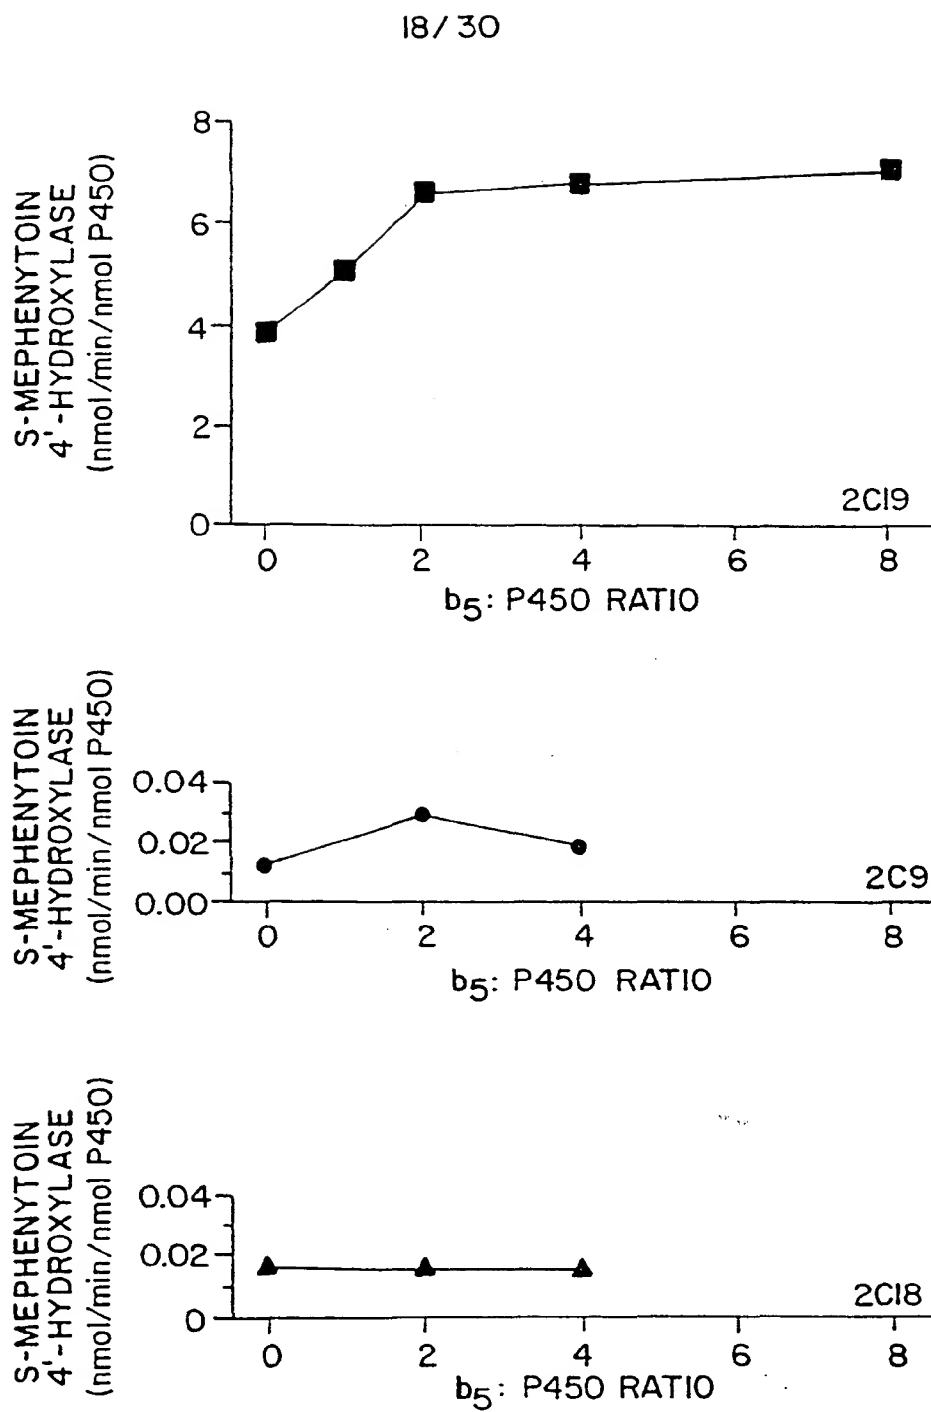 18/30
S-MEPHENYTOIN
4'-HYDROXYLASE
(nmol/min/nmol P450)
8
6
4
2
0
2C19
0 2 4 6 8
b5: P450 RATIO
S-MEPHENYTOIN
4'-HYDROXYLASE
(nmol/min/nmol P450)
0.04
0.02
0.00
2C9
0 2 4 6 8
b5: P450 RATIO
S-MEPHENYTOIN
4'-HYDROXYLASE
(nmol/min/nmol P450)
0.04
0.02
0
2C18
0 2 4 6 8
b5: P450 RATIO